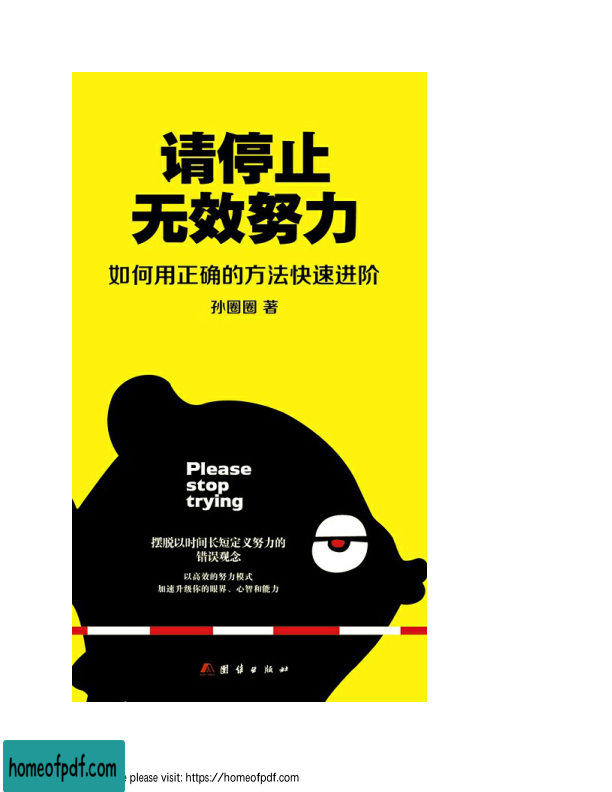 请停止
无效努力
如何用正确的方法快速进阶
孙圈圈 著
Please
stop
trying
摆脱以时间长短定义努力的
错误观念
以高效的努力模式
加速升级你的眼界、心智和能力
团结出版社
homeofpdf.com
please visit: https://homeofpdf.com